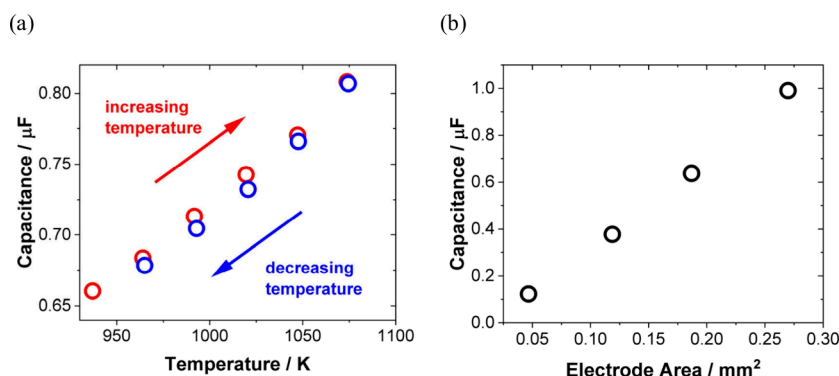 (a)
(b)
0.80
0.75
0.70
0.65
Capacitance / μF
increasing
temperature
decreasing
temperature
950
1000
1050
1100
Temperature / K
1.0
0.8
0.6
0.4
0.2
0.0
Capacitance / μF
0.05
0.10
0.15
0.20
0.25
0.30
Electrode Area / mm²